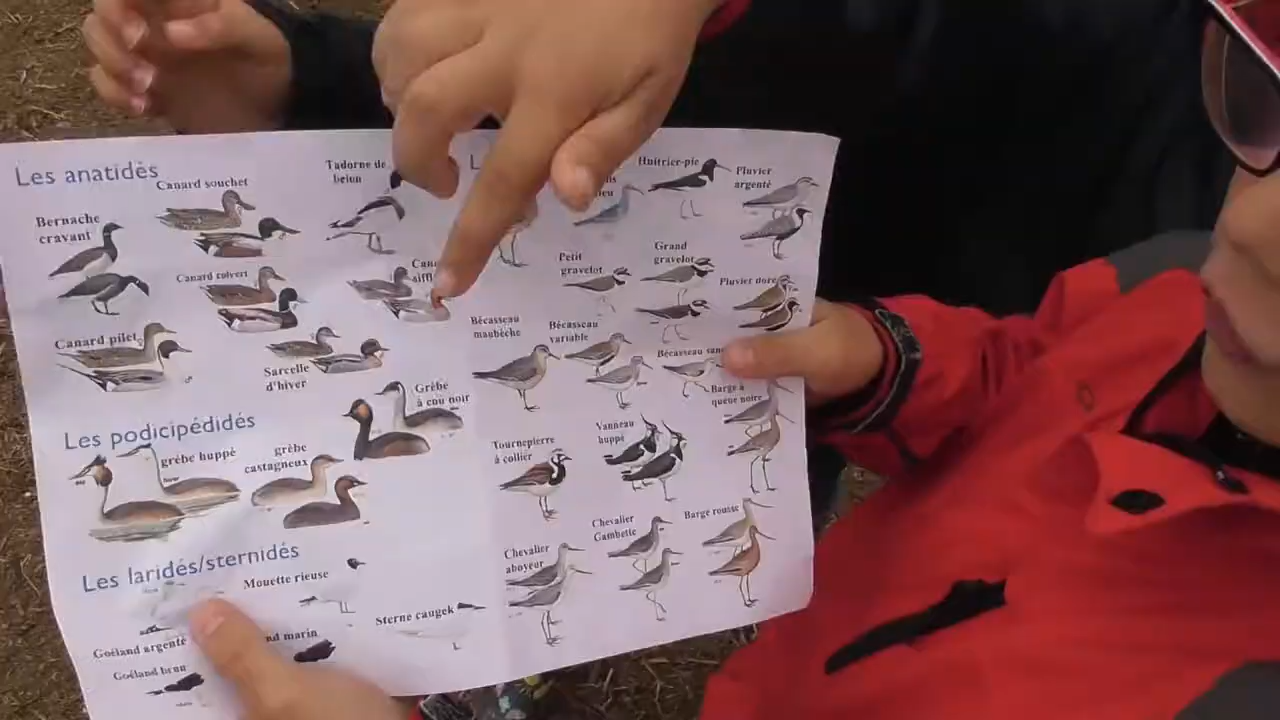 Les anatidés
Canard souchet
Tadorne de
belon
Bernache
cravant
Canard colvert
Canard pilet
Sarcelle
d'hiver
Les podicipédidés
Grèbe
à cou noir
grèbe huppé
grèbe
castagneux
Les laridés/sternidés
Mouette rieuse
Sterne caugek
Goéland argenté
Goéland brun
marin
L
Huîtrier-pie
Pluvier
argenté
Petit
gravelot
Grand
gravelot
Pluvier doré
Bécasseau
maubèche
Bécasseau
variable
Bécasseau san
Barge à
queue noire
Tournepierre
à collier
Vanneau
huppé
Chevalier
Gambette
Barge rousse
Chevalier
aboyeur